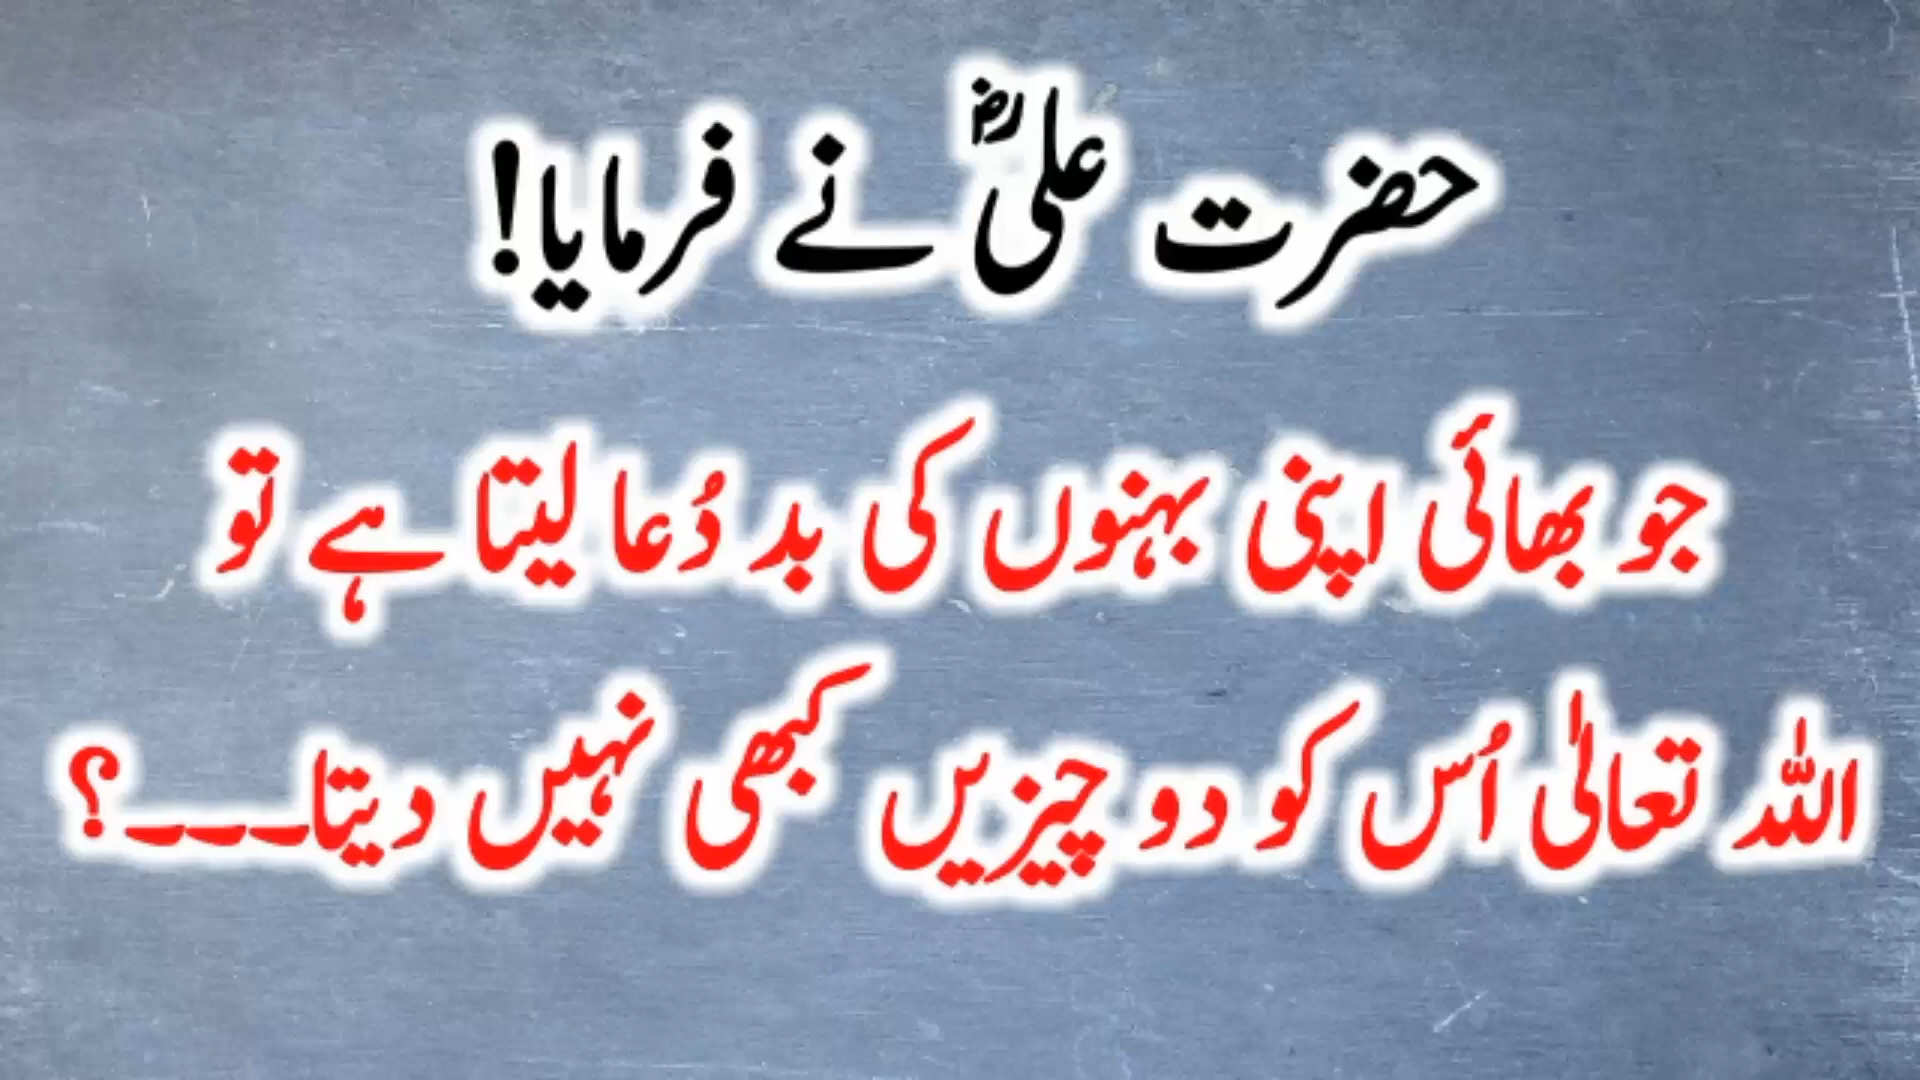 حضرت علیؓ نے فرمایا!
جو بھائی اپنی بہنوں کی بد دُعا لیتا ہے تو
اللہ تعالیٰ اُس کو دو چیزیں کبھی نہیں دیتا۔۔۔؟